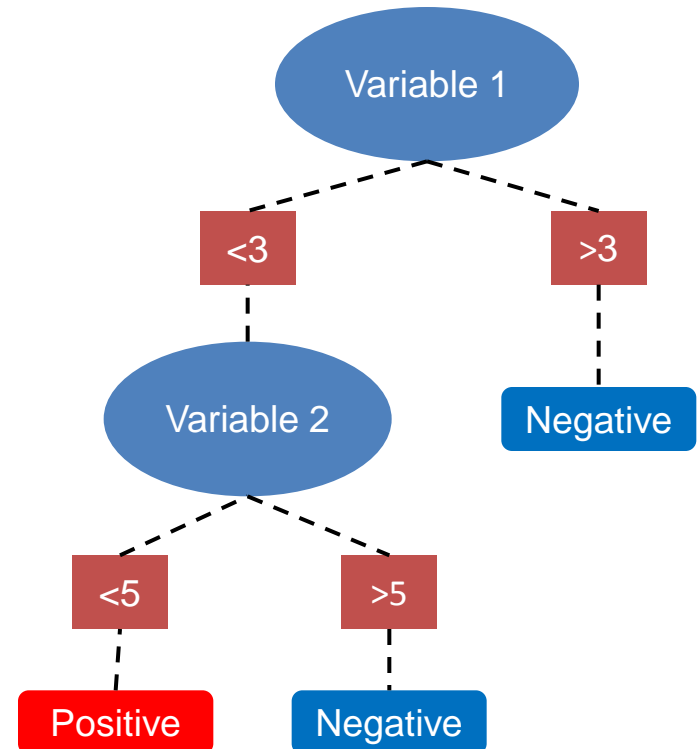 Variable 1
<3
>3
Variable 2
Negative
<5
>5
Positive
Negative